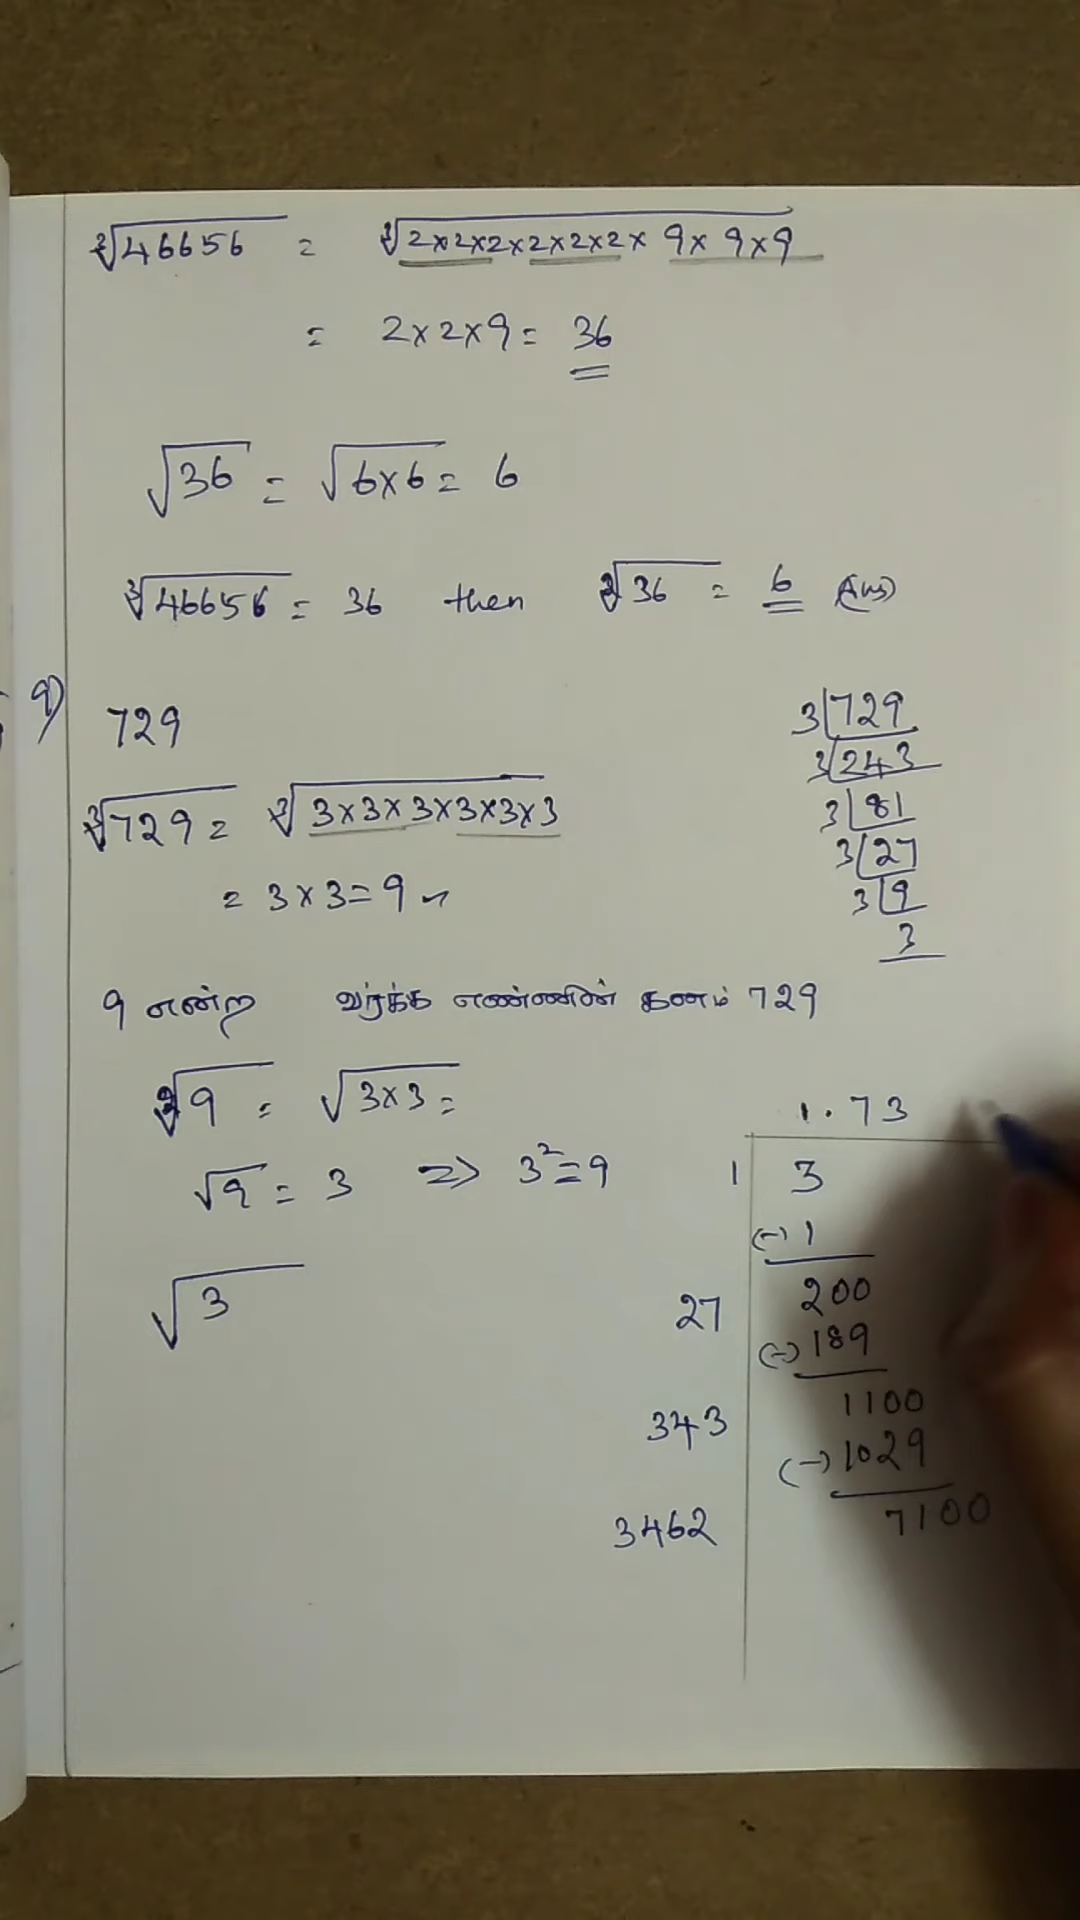 ∛46656 = ∛2×2×2×2×2×2× 9×9×9
= 2×2×9= 36
√36 = √6×6 = 6
∛46656 = 36 then ∛36 = 6 (Ans)
9) 729
∛729 = ∛3×3×3×3×3×3
= 3×3=9
3 729
3 243
3 81
3 27
3 9
3
9 என்ற வர்க்க எண்ணின் கனம் 729
9 = √3×3 =
√9 = 3 => 3²=9
√3
1.73
1 3
(-) 1
27 200
(-) 189
343 1100
(-) 1029
3462 7100